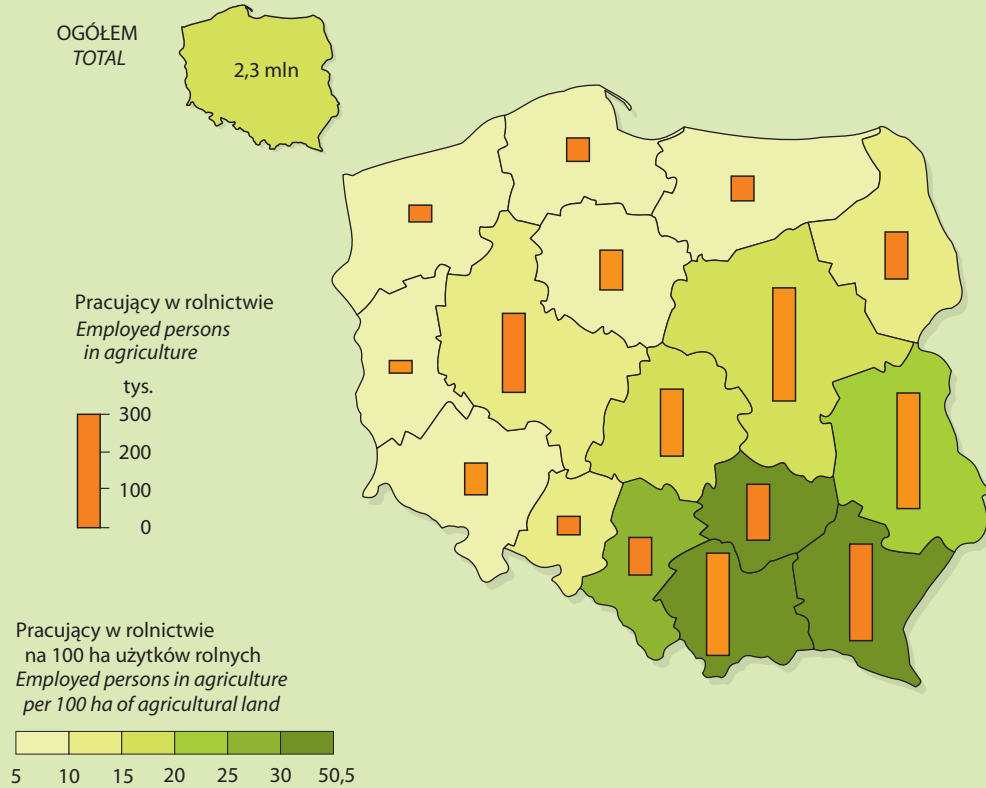 OGÓŁEM
TOTAL
2,3 mln
Pracujący w rolnictwie
Employed persons
in agriculture
tys.
300
200
100
0
Pracujący w rolnictwie
na 100 ha użytków rolnych
Employed persons in agriculture
per 100 ha of agricultural land
5 10 15 20 25 30 50,5